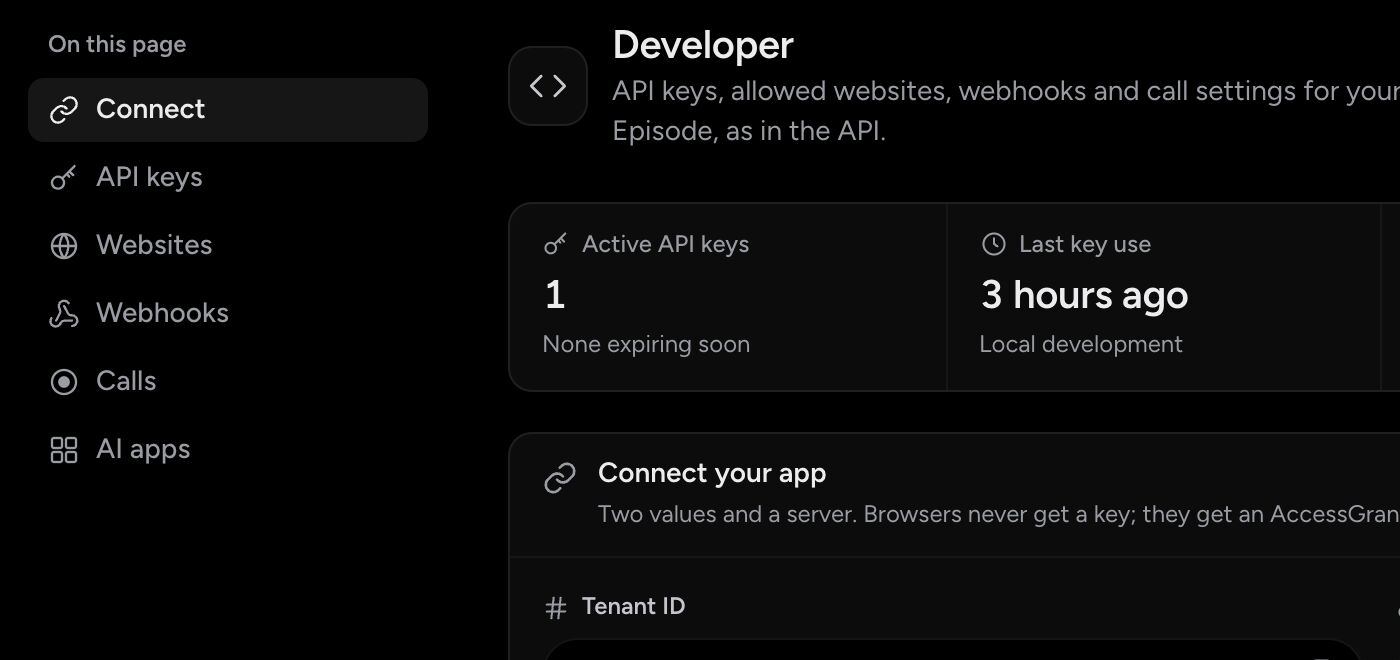 On this page
Connect
API keys
Websites
Webhooks
Calls
AI apps
Developer
API keys, allowed websites, webhooks and call settings for your
Episode, as in the API.
Active API keys
1
None expiring soon
Last key use
3 hours ago
Local development
Connect your app
Two values and a server. Browsers never get a key; they get an AccessGran
# Tenant ID